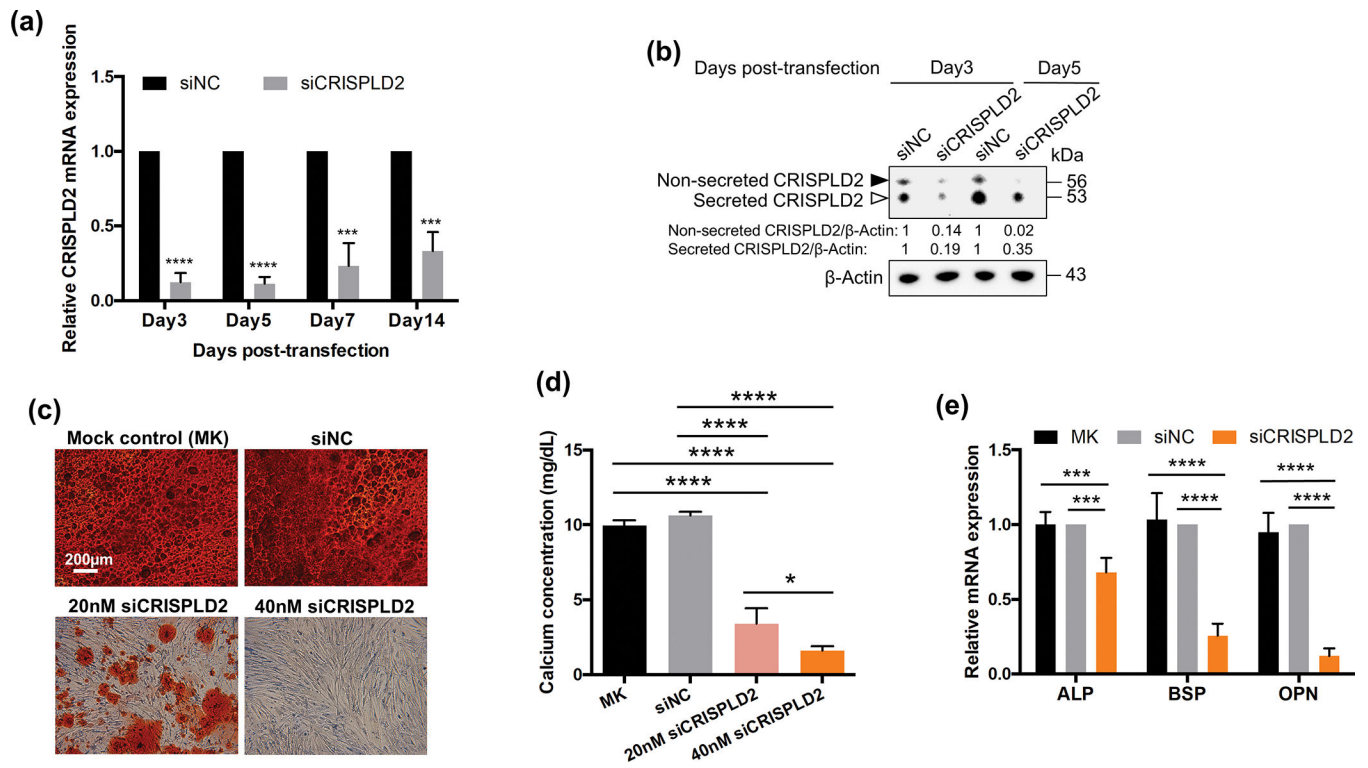 (a)
Relative CRISPLD2 mRNA expression
1.5
1.0
0.5
0.0
siNC siCRISPLD2
**** **** *** ***
Day3 Day5 Day7 Day14
Days post-transfection
(b)
Days post-transfection Day3 Day5
siNC siCRISPLD2 siNC siCRISPLD2 kDa
Non-secreted CRISPLD2 56
Secreted CRISPLD2 53
Non-secreted CRISPLD2/β-Actin: 1 0.14 1 0.02
Secreted CRISPLD2/β-Actin: 1 0.19 1 0.35
β-Actin 43
(c)
Mock control (MK) siNC
200μm
20nM siCRISPLD2 40nM siCRISPLD2
(d)
Calcium concentration (mg/dL)
15
10
5
0
****
****
****
****
*
MK siNC 20nM siCRISPLD2 40nM siCRISPLD2
(e)
Relative mRNA expression
1.5
1.0
0.5
0.0
MK siNC siCRISPLD2
*** **** ****
*** **** ****
ALP BSP OPN